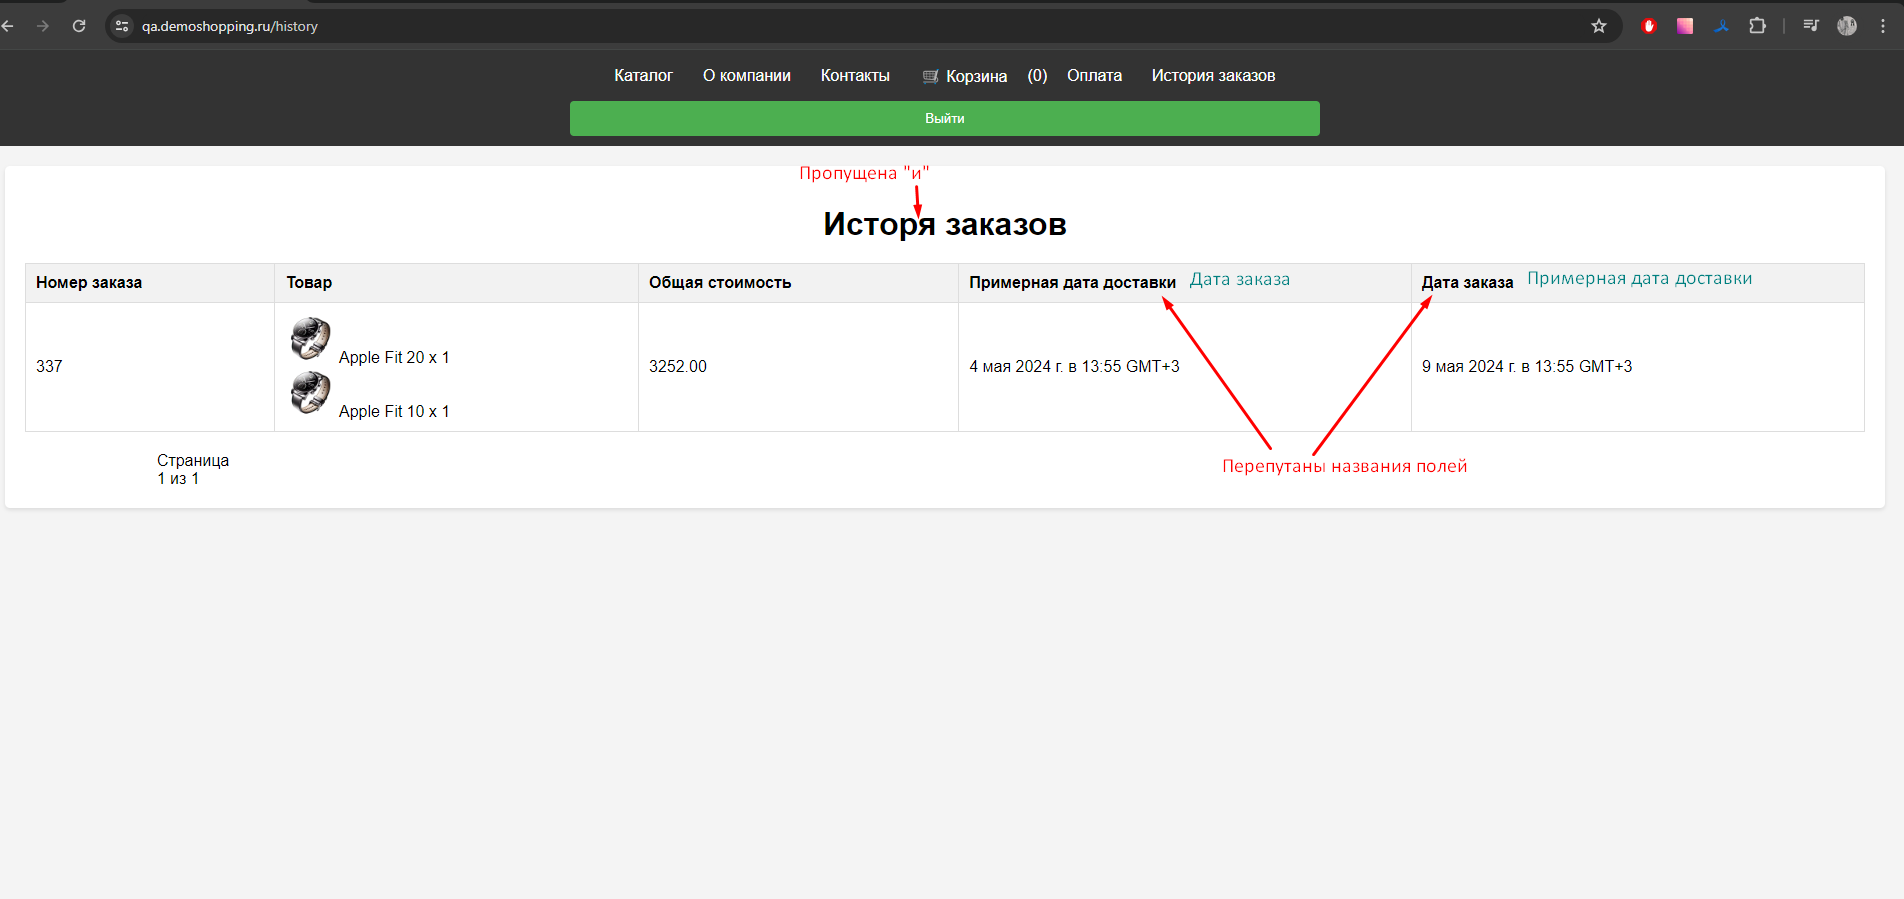 qa.demoshopping.ru/history
Каталог О компании Контакты Корзина (0) Оплата История заказов
Выйти
Пропущена "и"
Исторя заказов
Номер заказа Товар Общая стоимость Примерная дата доставки Дата заказа Дата заказа Примерная дата доставки
337 Apple Fit 20 x 1 3252.00 4 мая 2024 г. в 13:55 GMT+3 9 мая 2024 г. в 13:55 GMT+3
Apple Fit 10 x 1
Перепутаны названия полей
Страница
1 из 1